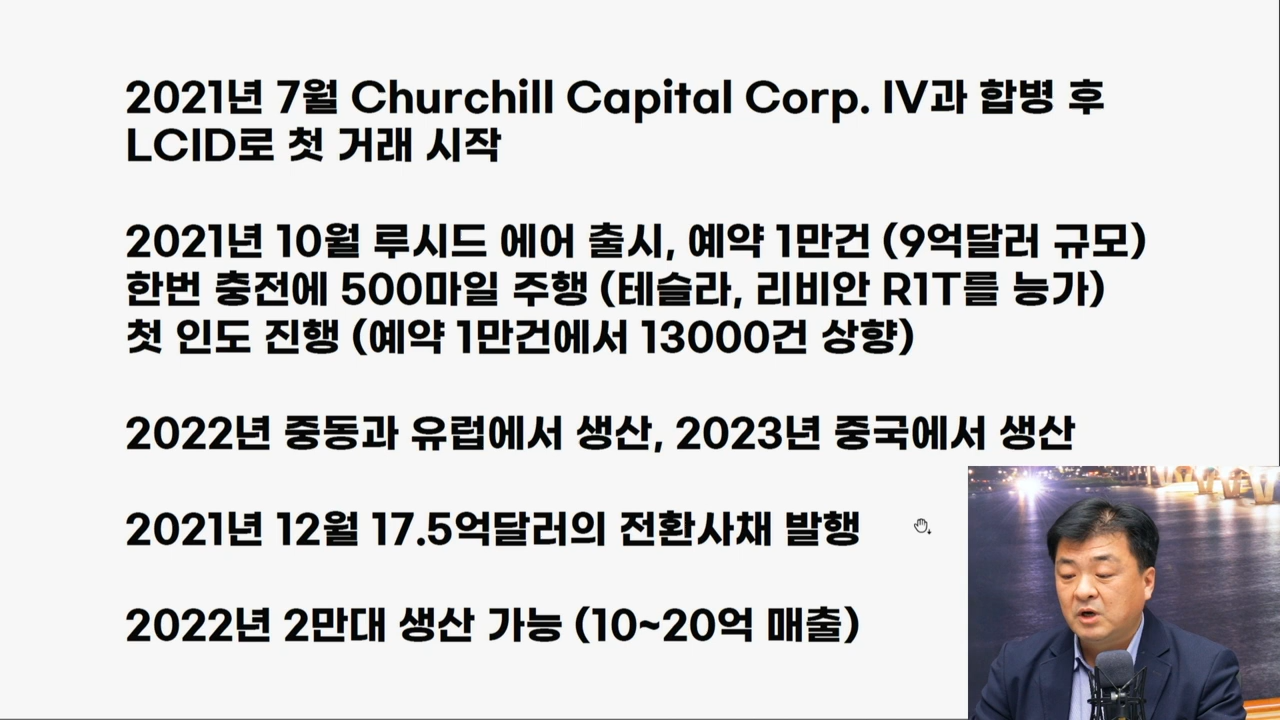 2021년 7월 Churchill Capital Corp. IV과 합병 후
LCID로 첫 거래 시작
2021년 10월 루시드 에어 출시, 예약 1만건 (9억달러 규모)
한번 충전에 500마일 주행 (테슬라, 리비안 R1T를 능가)
첫 인도 진행 (예약 1만건에서 13000건 상향)
2022년 중동과 유럽에서 생산, 2023년 중국에서 생산
2021년 12월 17.5억달러의 전환사채 발행
2022년 2만대 생산 가능 (10~20억 매출)